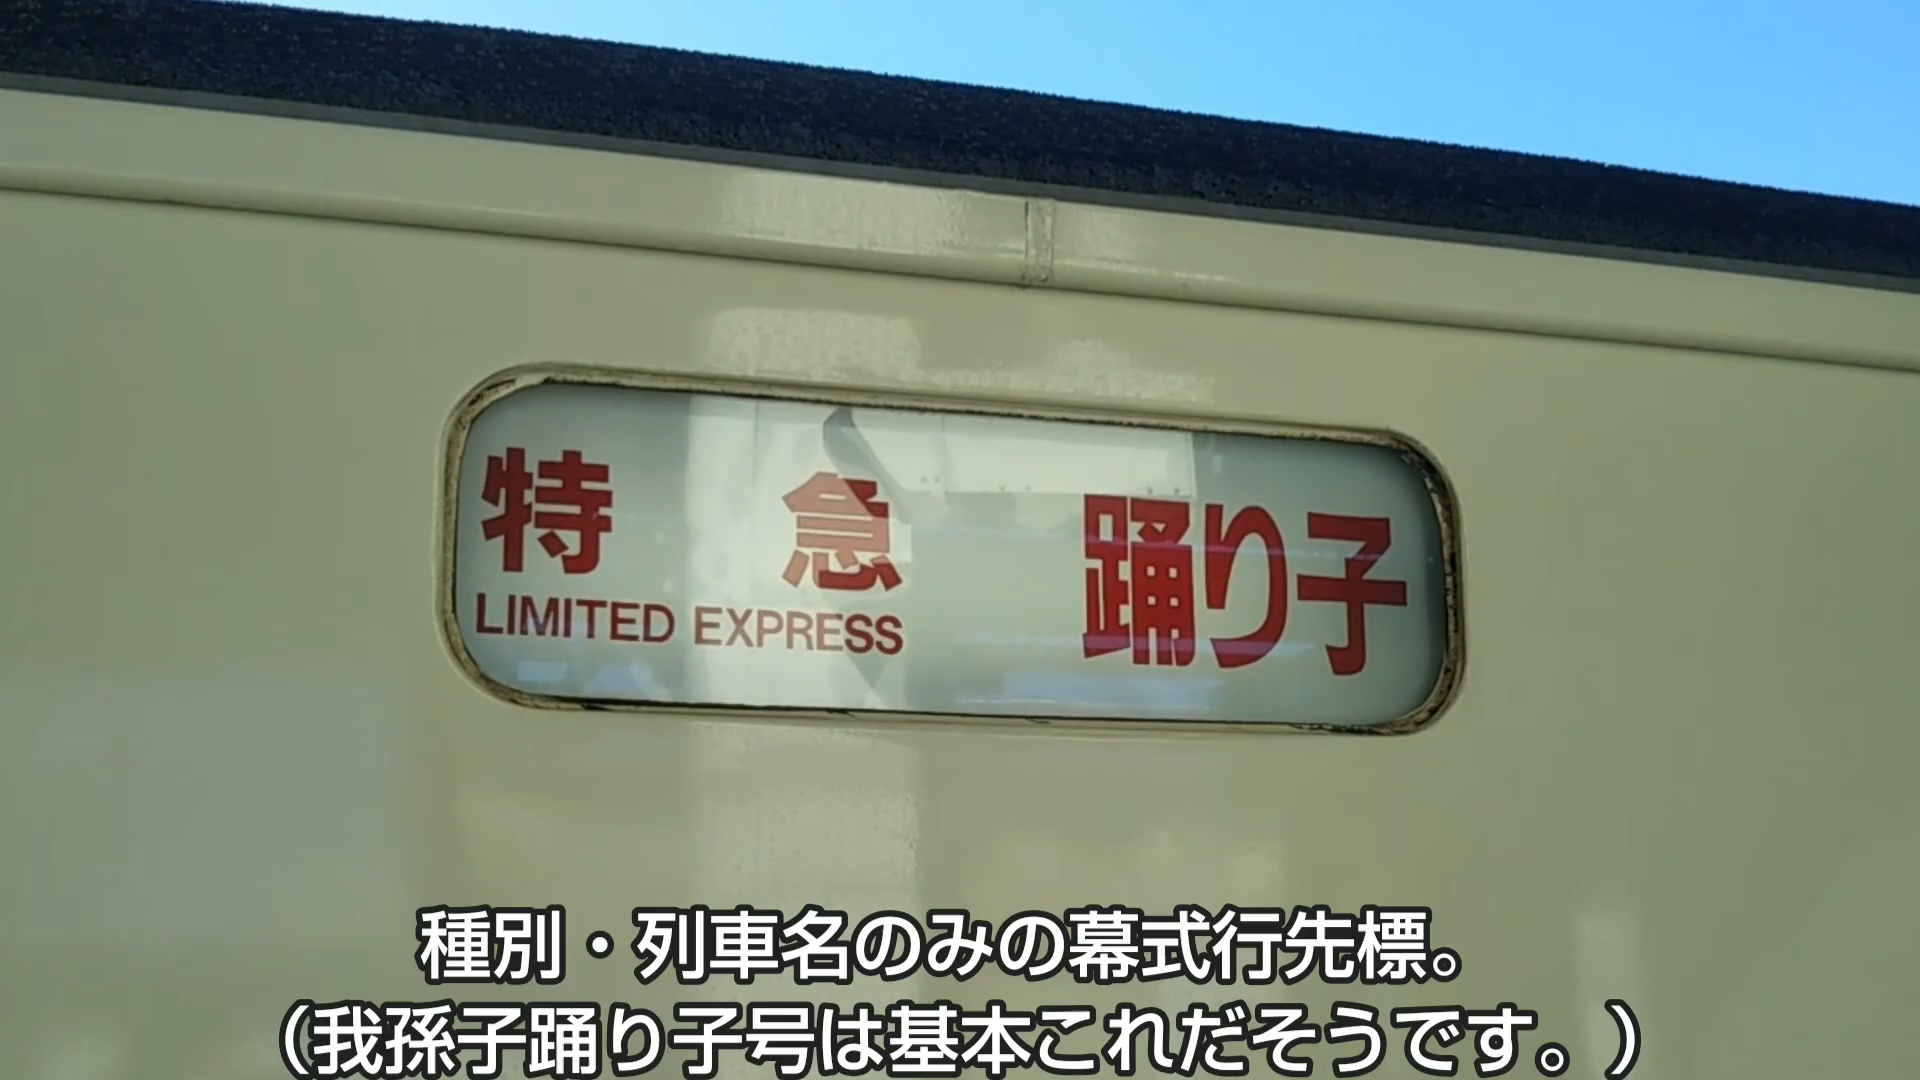 特急 踊り子
LIMITED EXPRESS
種別・列車名のみの幕式行先標。
（我孫子踊り子号は基本これだそうです。）